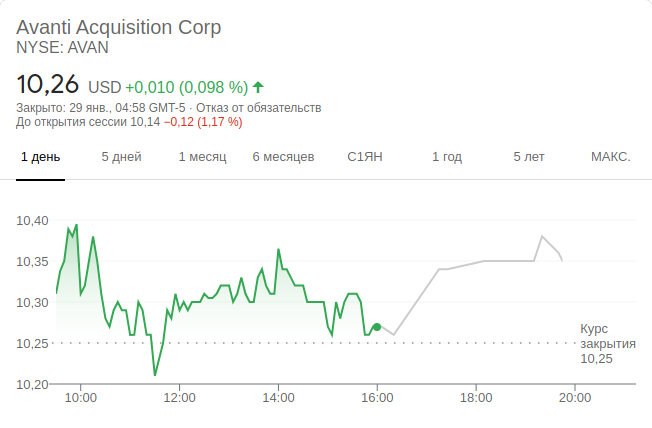 Avanti Acquisition Corp
NYSE: AVAN
10,26 USD +0,010 (0,098 %)
Закрыто: 29 янв., 04:58 GMT-5 · Отказ от обязательств
До открытия сессии 10,14 −0,12 (1,17 %)
1 день 5 дней 1 месяц 6 месяцев С1ЯН 1 год 5 лет МАКС.
10,40
10,35
10,30
10,25
10,20
Курс
закрытия
10,25
10:00 12:00 14:00 16:00 18:00 20:00